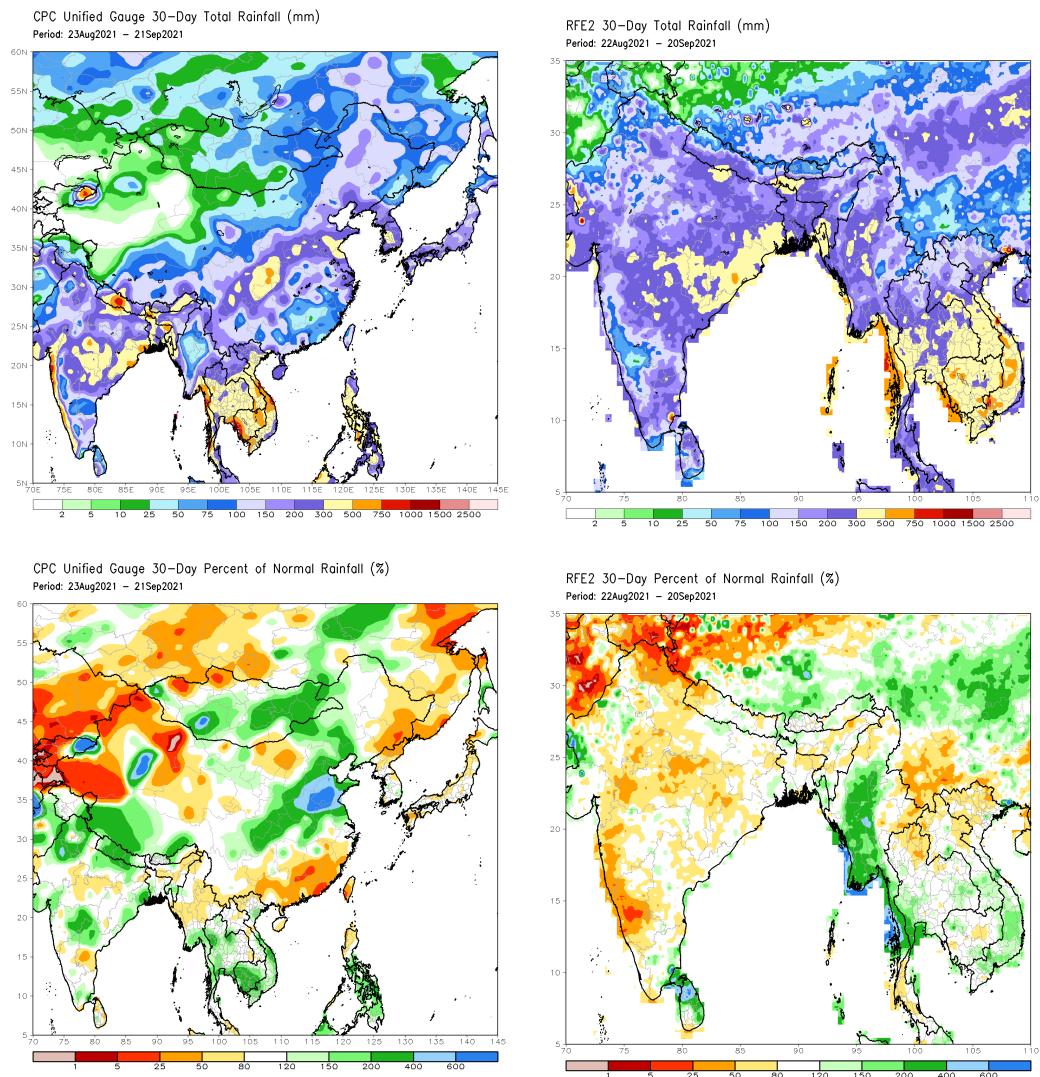 CPC Unified Gauge 30-Day Total Rainfall (mm)
Period: 23Aug2021 - 21Sep2021
60N
55N
50N
45N
40N
35N
30N
25N
20N
15N
10N
5N
70E 75E 80E 85E 90E 95E 100E 105E 110E 115E 120E 125E 130E 135E 140E 145E
2 5 10 25 50 75 100 150 200 300 500 750 1000 1500 2500
RFE2 30-Day Total Rainfall (mm)
Period: 22Aug2021 - 20Sep2021
35
30
25
20
15
10
5
70 75 80 85 90 95 100 105 110
2 5 10 25 50 75 100 150 200 300 500 750 1000 1500 2500
CPC Unified Gauge 30-Day Percent of Normal Rainfall (%)
Period: 23Aug2021 - 21Sep2021
60
55
50
45
40
35
30
25
20
15
10
5
70 75 80 85 90 95 100 105 110 115 120 125 130 135 140 145
1 5 25 50 80 120 150 200 400 600
RFE2 30-Day Percent of Normal Rainfall (%)
Period: 22Aug2021 - 20Sep2021
35
30
25
20
15
10
5
70 75 80 85 90 95 100 105 110
1 5 25 50 80 120 150 200 400 600